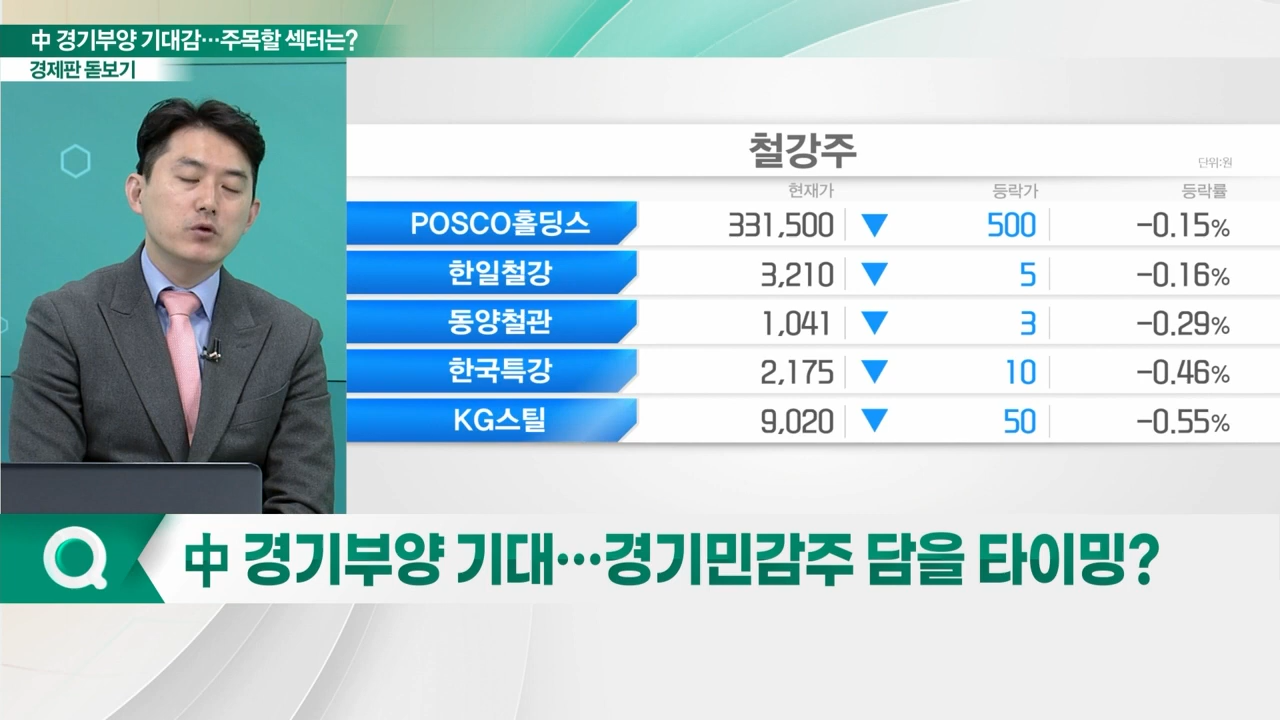 中 경기부양 기대감…주목할 섹터는?
경제판 돋보기
철강주
단위:원
현재가 등락가 등락률
POSCO홀딩스 331,500 ▼ 500 -0.15%
한일철강 3,210 ▼ 5 -0.16%
동양철관 1,041 ▼ 3 -0.29%
한국특강 2,175 ▼ 10 -0.46%
KG스틸 9,020 ▼ 50 -0.55%
Q 中 경기부양 기대…경기민감주 담을 타이밍?